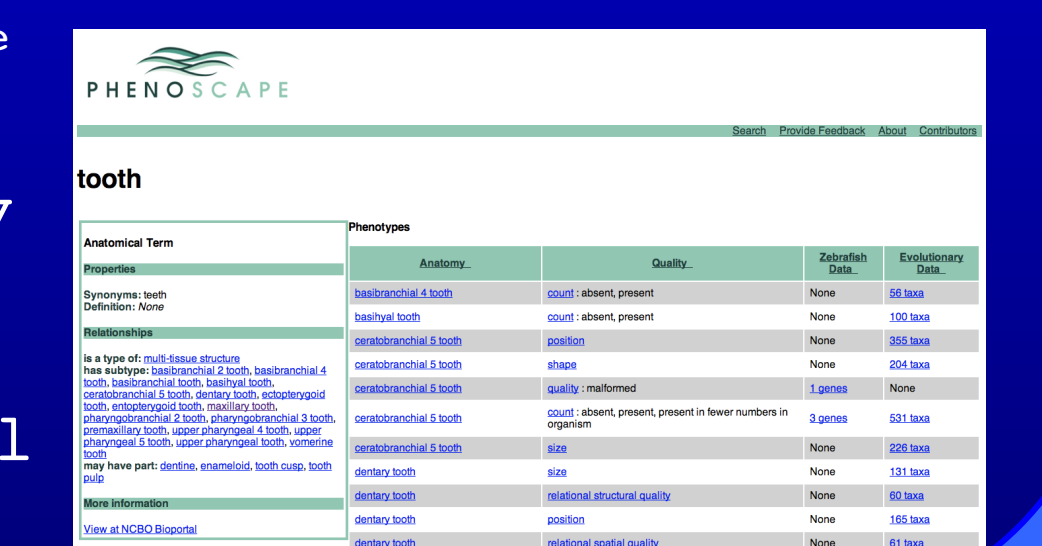 e
y
l
PHENOSCAPE
Search Provide Feedback About Contributors
tooth
Anatomical Term
Properties
Synonyms: teeth
Definition: None
Relationships
is a type of: multi-tissue structure
has subtype: basibranchial 2 tooth, basibranchial 4
tooth, basibranchial tooth, basihyal tooth,
ceratobranchial 5 tooth, dentary tooth, ectopterygoid
tooth, entopterygoid tooth, maxillary tooth,
pharyngobranchial 2 tooth, pharyngobranchial 3 tooth,
premaxillary tooth, upper pharyngeal 4 tooth, upper
pharyngeal 5 tooth, upper pharyngeal tooth, vomerine
tooth
may have part: dentine, enameloid, tooth cusp, tooth
pulp
More information
View at NCBO Bioportal
Phenotypes
Anatomy Quality Zebrafish Data Evolutionary Data
basibranchial 4 tooth count : absent, present None 56 taxa
basihyal tooth count : absent, present None 100 taxa
ceratobranchial 5 tooth position None 355 taxa
ceratobranchial 5 tooth shape None 204 taxa
ceratobranchial 5 tooth quality : malformed 1 genes None
ceratobranchial 5 tooth count : absent, present, present in fewer numbers in organism 3 genes 531 taxa
ceratobranchial 5 tooth size None 226 taxa
dentary tooth size None 131 taxa
dentary tooth relational structural quality None 60 taxa
dentary tooth position None 165 taxa
dentary tooth relational spatial quality None 61 taxa